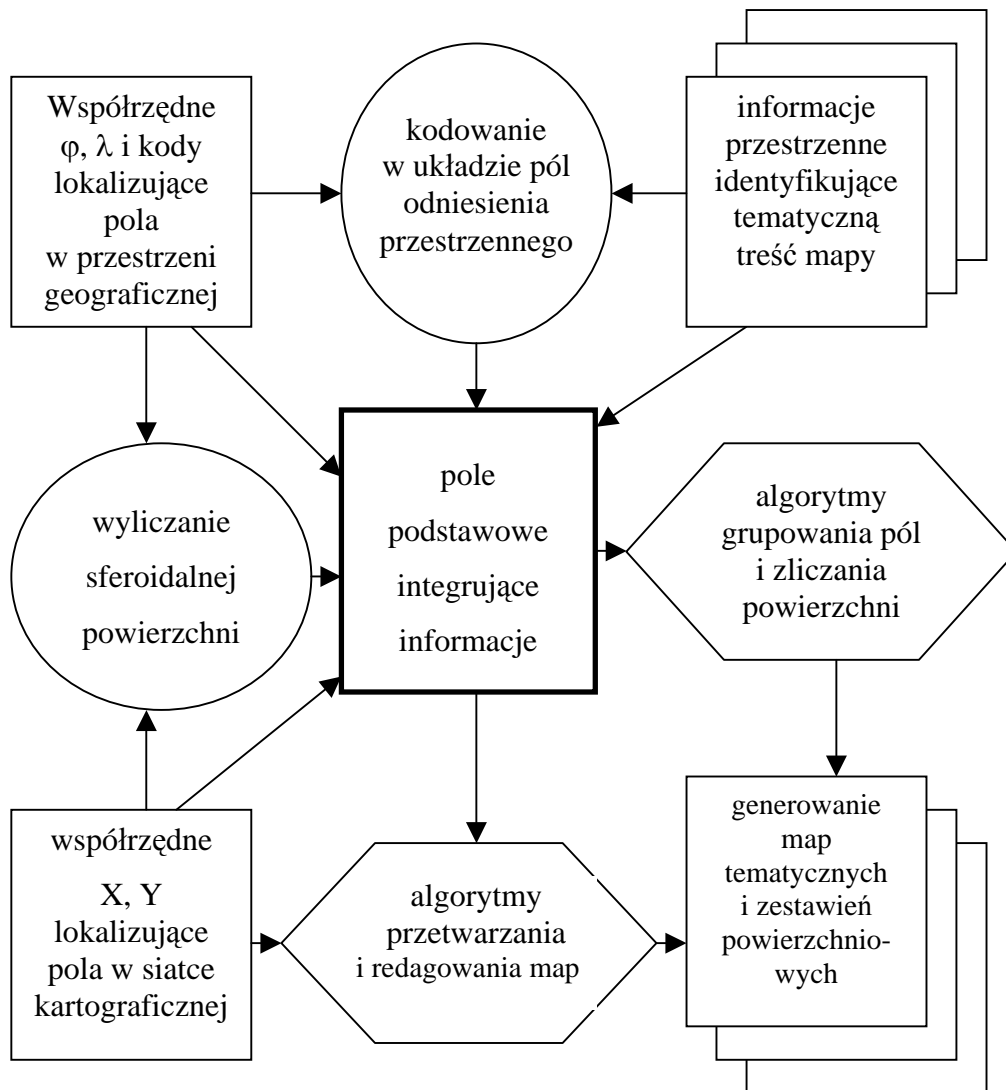 Współrzędne
φ, λ i kody
lokalizujące
pola
w przestrzeni
geograficznej
kodowanie
w układzie pól
odniesienia
przestrzennego
informacje
przestrzenne
identyfikujące
tematyczną
treść mapy
wyliczanie
sferoidalnej
powierzchni
pole
podstawowe
integrujące
informacje
algorytmy
grupowania pól
i zliczania
powierzchni
współrzędne
X, Y
lokalizujące
pola w siatce
kartograficznej
algorytmy
przetwarzania
i redagowania map
generowanie
map
tematycznych
i zestawień
powierzchnio-
wych